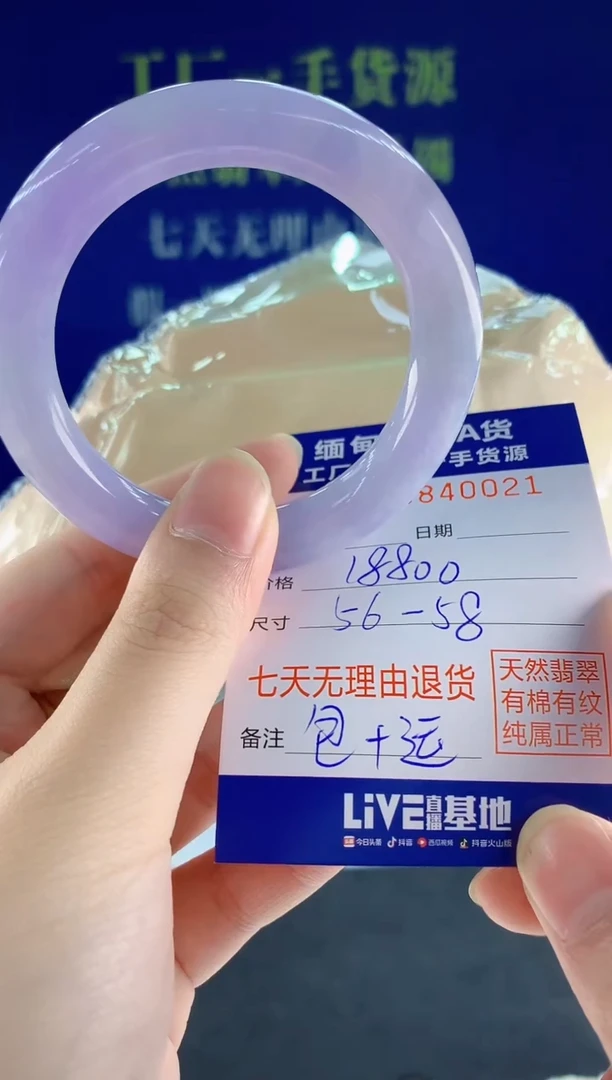 工厂一手货源
七天无理由
缅甸 A货
工厂 手货源
840021
日期
价格 18800
尺寸 56-58
七天无理由退货
天然翡翠
有棉有纹
纯属正常
备注 包+运
LIVE直播基地
今日头条 抖音 西瓜视频 抖音火山版